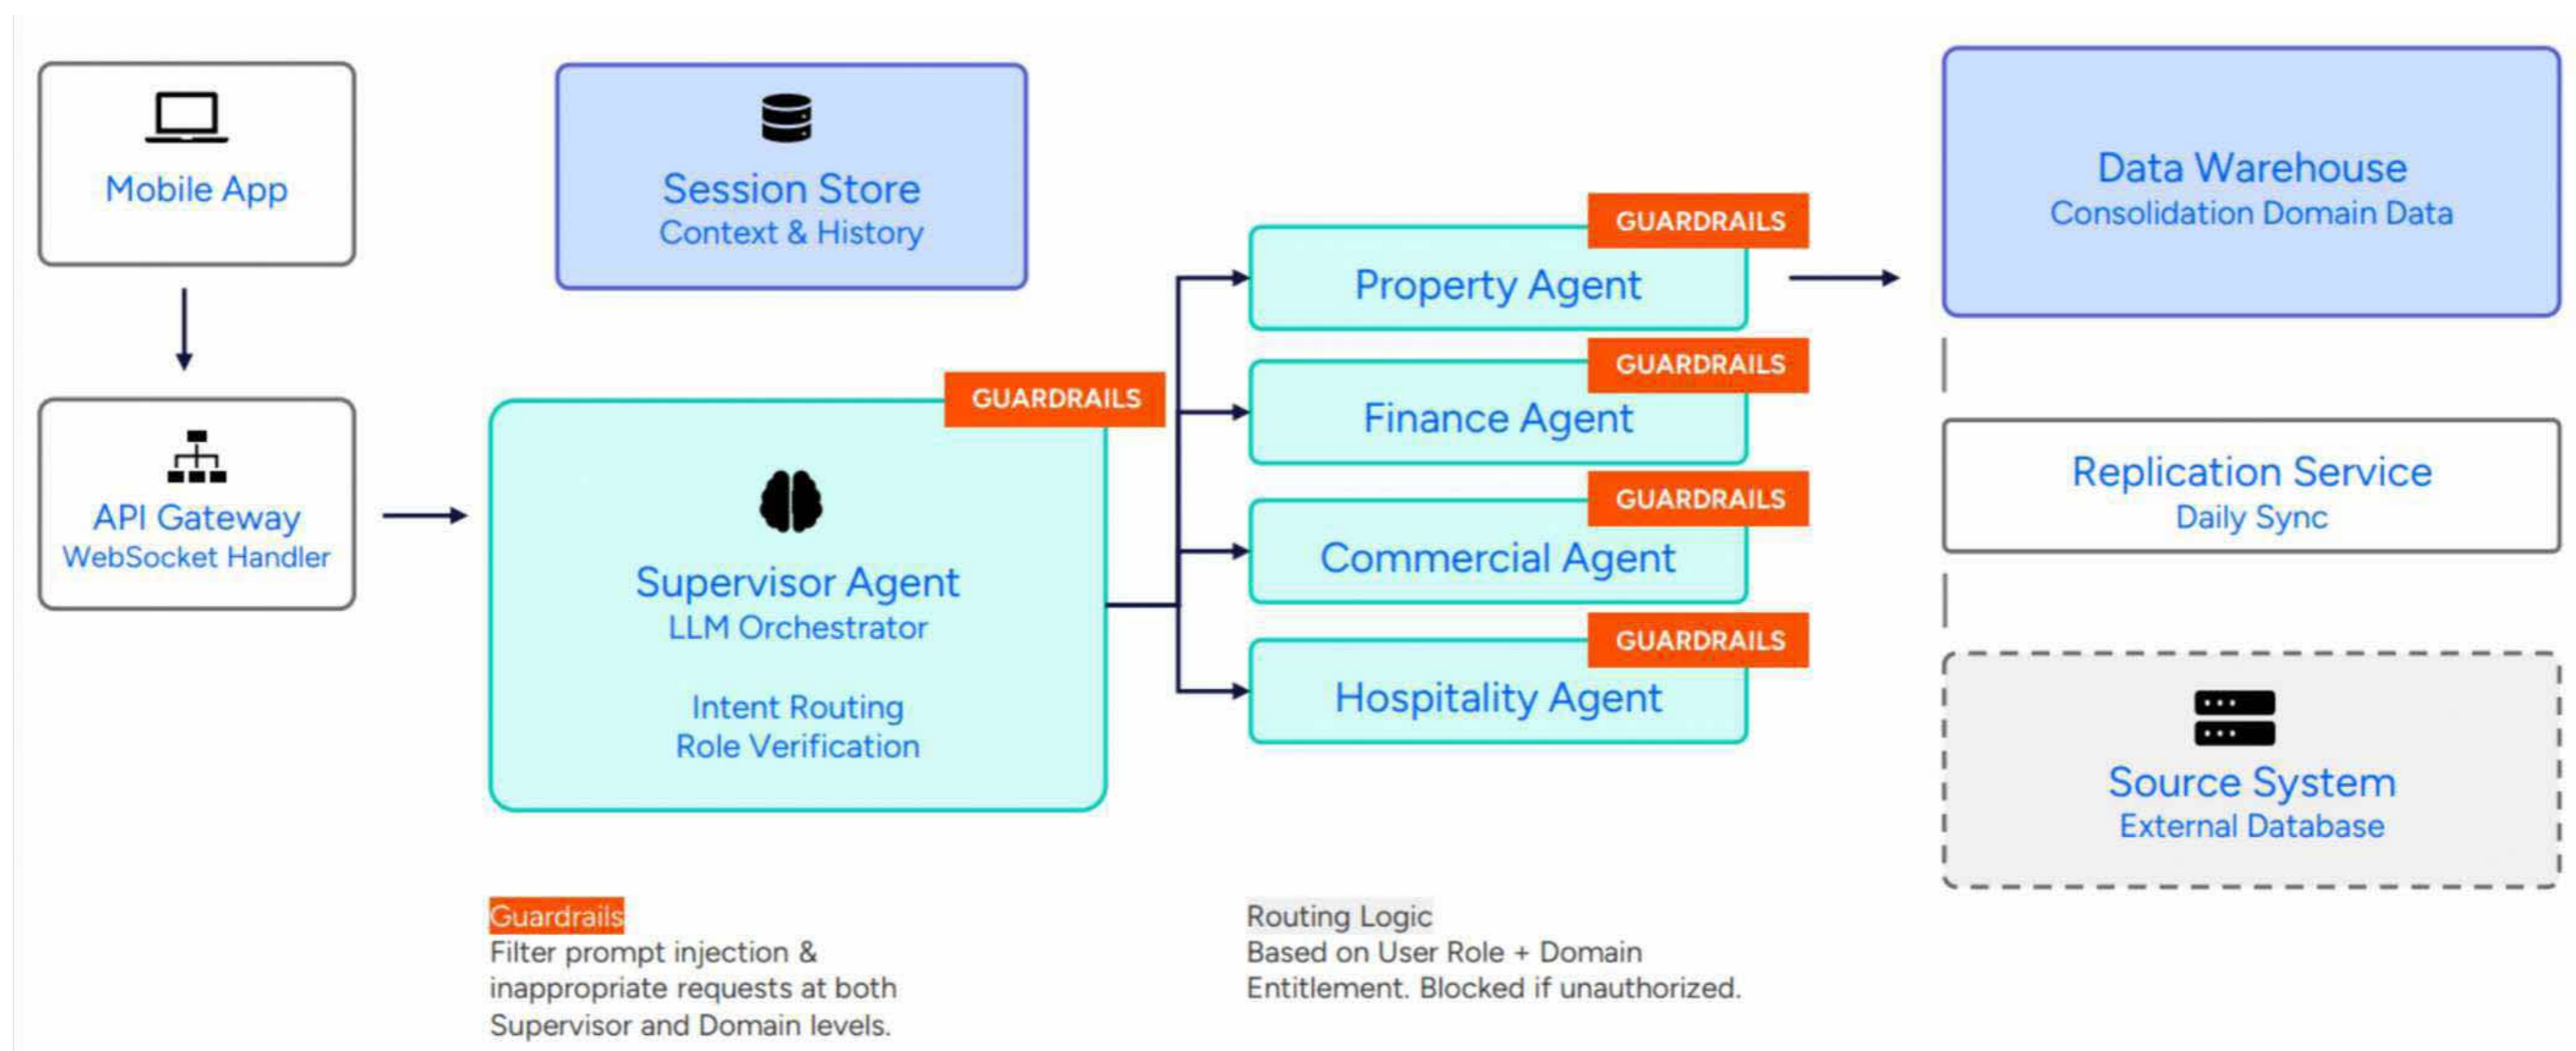 Mobile App
API Gateway
WebSocket Handler
Session Store
Context & History
GUARDRAILS
Supervisor Agent
LLM Orchestrator
Intent Routing
Role Verification
GUARDRAILS
Property Agent
GUARDRAILS
Finance Agent
GUARDRAILS
Commercial Agent
GUARDRAILS
Hospitality Agent
Data Warehouse
Consolidation Domain Data
Replication Service
Daily Sync
Source System
External Database
Guardrails
Filter prompt injection &
inappropriate requests at both
Supervisor and Domain levels.
Routing Logic
Based on User Role + Domain
Entitlement. Blocked if unauthorized.